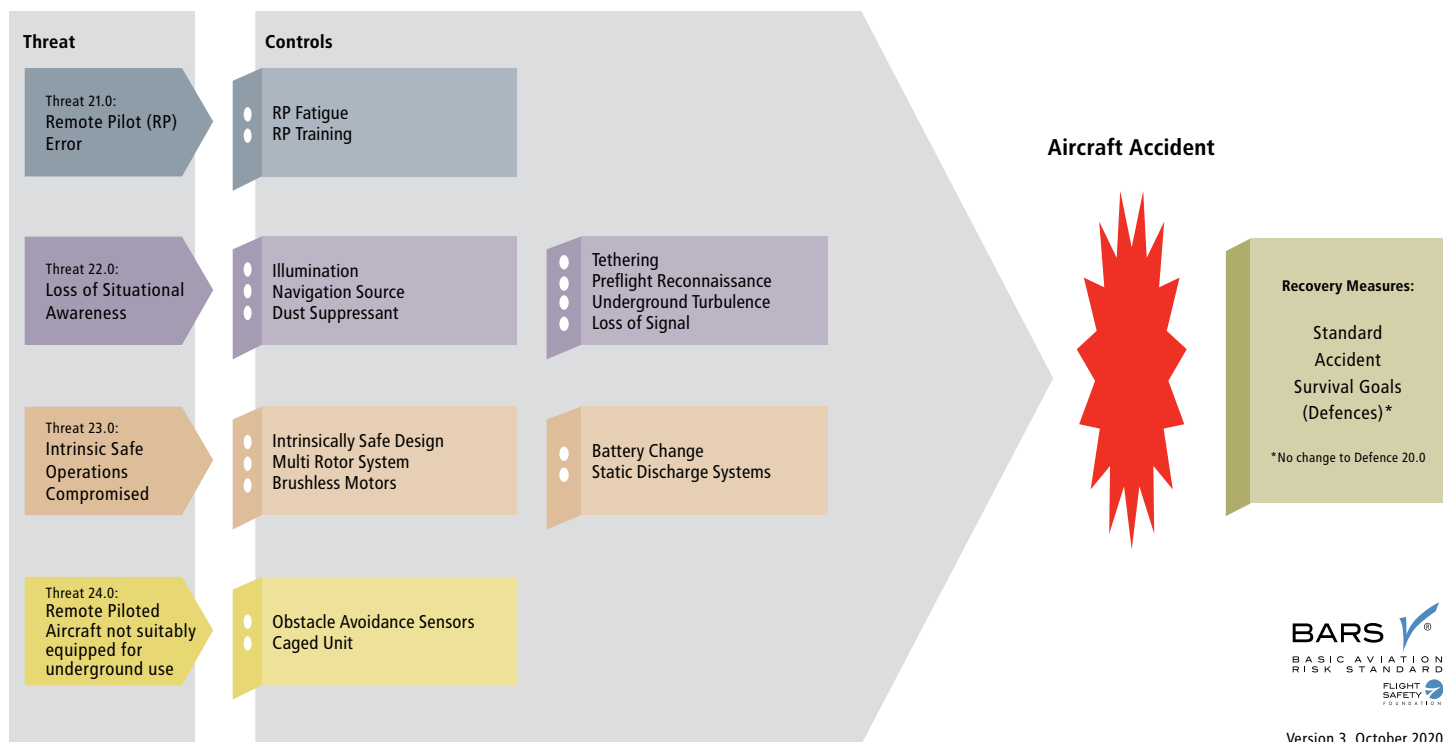 Threat
Controls
Threat 21.0:
Remote Pilot (RP)
Error
RP Fatigue
RP Training
Threat 22.0:
Loss of Situational
Awareness
Illumination
Navigation Source
Dust Suppressant
Tethering
Preflight Reconnaissance
Underground Turbulence
Loss of Signal
Threat 23.0:
Intrinsic Safe
Operations
Compromised
Intrinsically Safe Design
Multi Rotor System
Brushless Motors
Battery Change
Static Discharge Systems
Threat 24.0:
Remote Piloted
Aircraft not suitably
equipped for
underground use
Obstacle Avoidance Sensors
Caged Unit
Aircraft Accident
Recovery Measures:
Standard
Accident
Survival Goals
(Defences)*
*No change to Defence 20.0
BARS ®
BASIC AVIATION
RISK STANDARD
FLIGHT
SAFETY
FOUNDATION
Version 3, October 2020